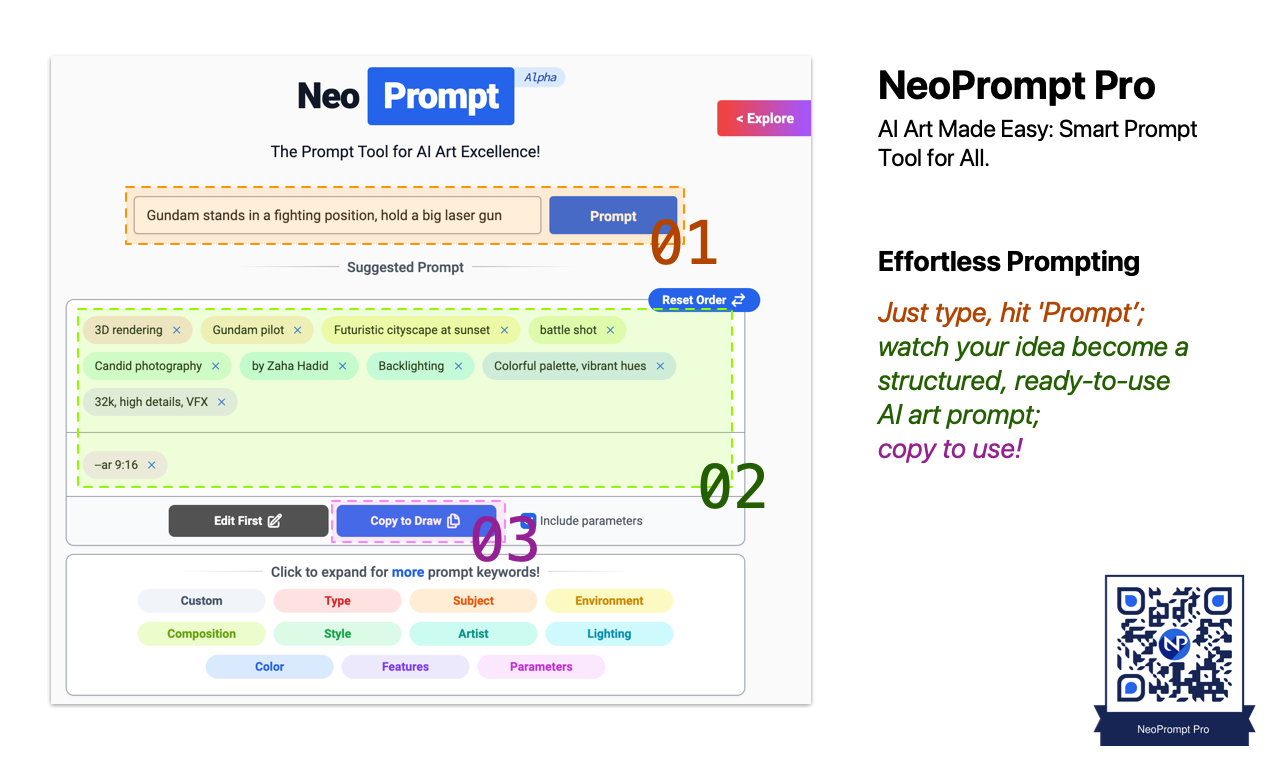 Neo Prompt Alpha
< Explore
The Prompt Tool for AI Art Excellence!
Gundam stands in a fighting position, hold a big laser gun
Prompt
01
Suggested Prompt
Reset Order
3D rendering × Gundam pilot × Futuristic cityscape at sunset × battle shot ×
Candid photography × by Zaha Hadid × Backlighting × Colorful palette, vibrant hues ×
32k, high details, VFX ×
--ar 9:16 ×
02
Edit First
Copy to Draw
Include parameters
03
Click to expand for more prompt keywords!
Custom Type Subject Environment
Composition Style Artist Lighting
Color Features Parameters
NeoPrompt Pro
AI Art Made Easy: Smart Prompt
Tool for All.
Effortless Prompting
Just type, hit 'Prompt’;
watch your idea become a
structured, ready-to-use
AI art prompt;
copy to use!
NP
NeoPrompt Pro